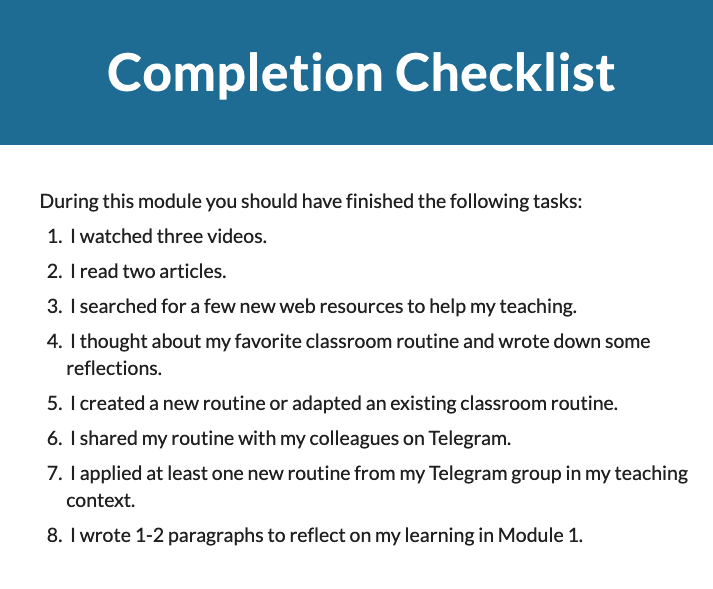 Completion Checklist
During this module you should have finished the following tasks:
1. I watched three videos.
2. I read two articles.
3. I searched for a few new web resources to help my teaching.
4. I thought about my favorite classroom routine and wrote down some
reflections.
5. I created a new routine or adapted an existing classroom routine.
6. I shared my routine with my colleagues on Telegram.
7. I applied at least one new routine from my Telegram group in my teaching
context.
8. I wrote 1-2 paragraphs to reflect on my learning in Module 1.